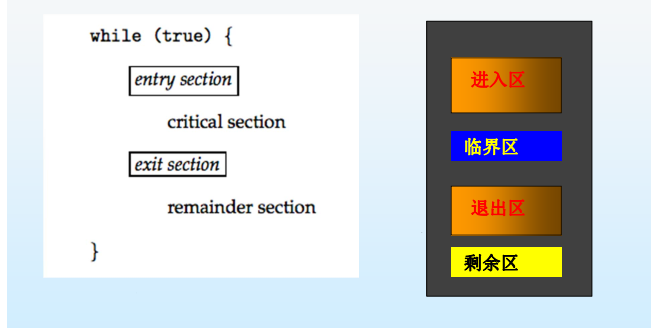 while (true) {
entry section
critical section
exit section
remainder section
}
进入区
临界区
退出区
剩余区